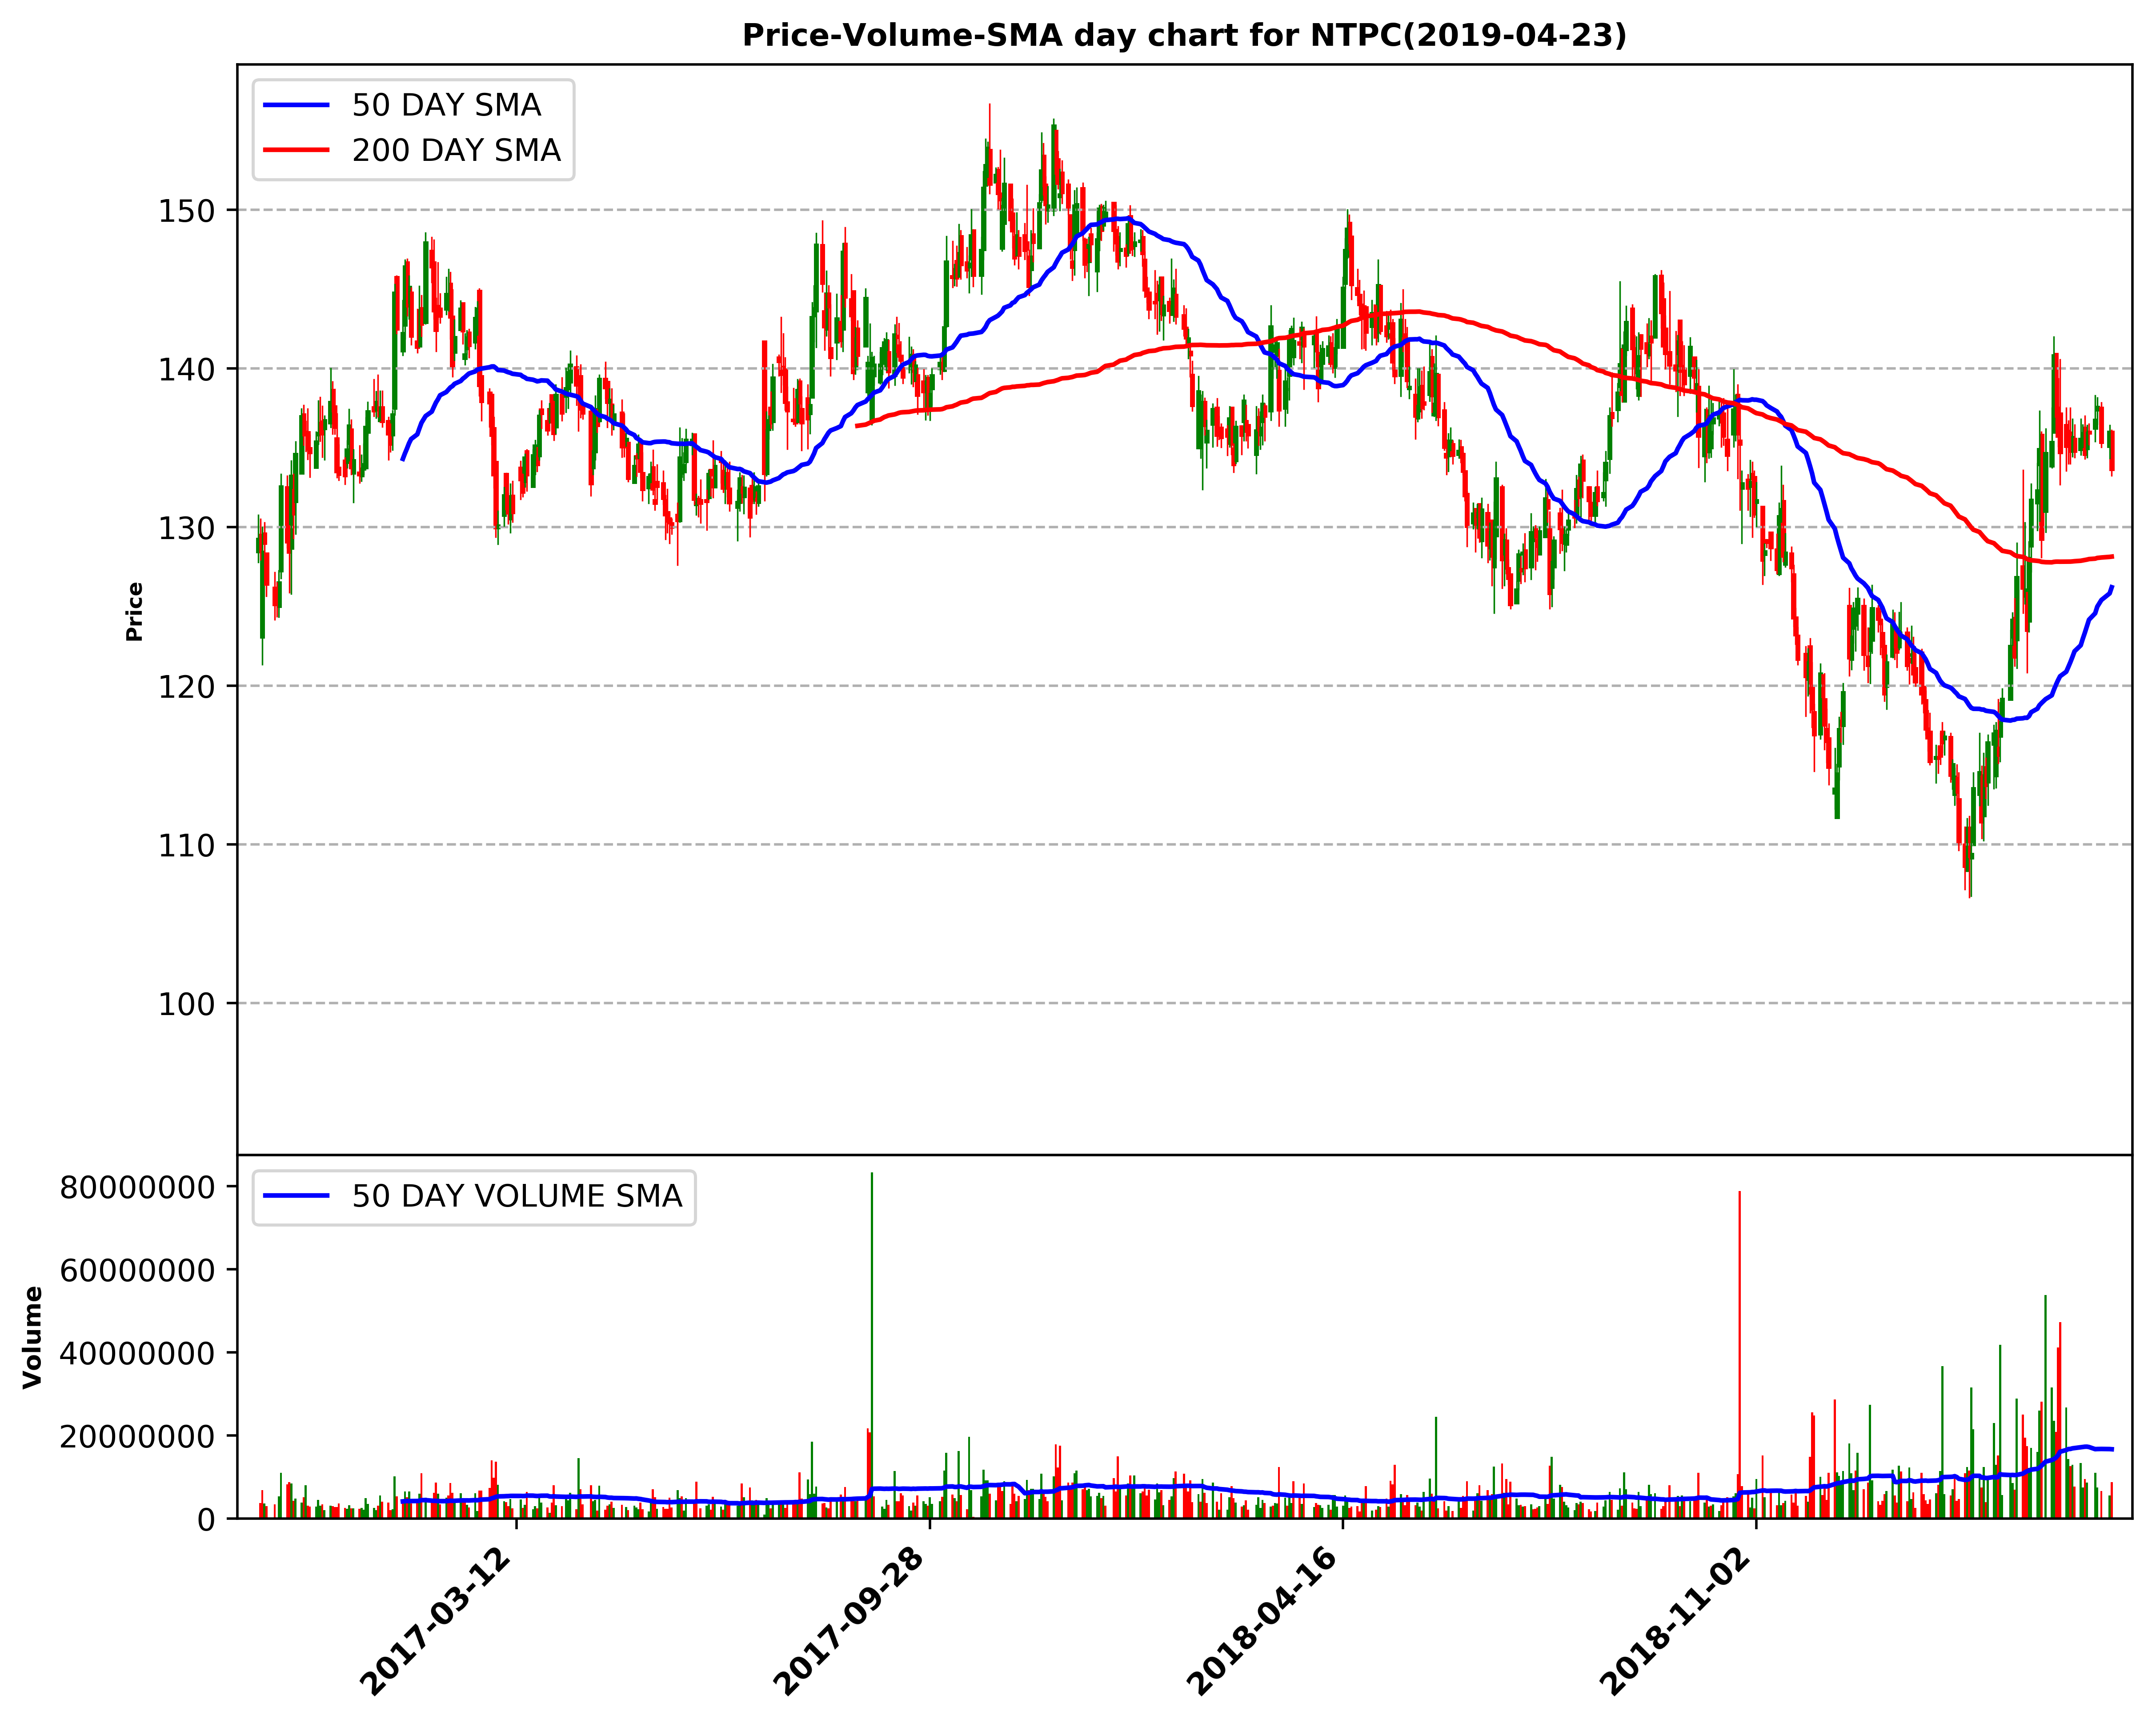 Price-Volume-SMA day chart for NTPC(2019-04-23)
50 DAY SMA
200 DAY SMA
150
140
130
120
110
100
Price
50 DAY VOLUME SMA
80000000
60000000
40000000
20000000
0
Volume
2017-03-12
2017-09-28
2018-04-16
2018-11-02